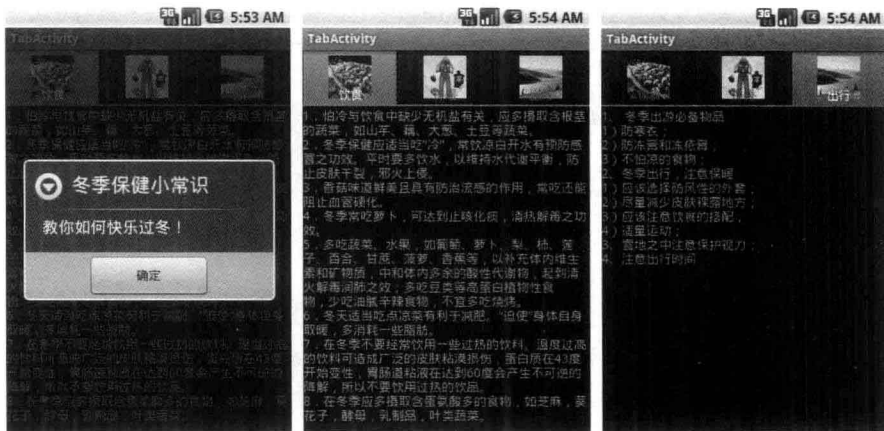 5:53 AM
TabActivity
冬季保健小常识
教你如何快乐过冬！
确定
5:54 AM
TabActivity
饮食
1．怕冷与饮食中缺少无机盐有关，应多摄取含根茎
的蔬菜，如山芋、藕、大葱、土豆等蔬菜。
2．冬季保健应适当吃“冷”，常饮凉白开水有预防感
冒之功效。平时要多饮水，以维持水代谢平衡，防
止皮肤干裂，邪火上侵。
3．香菇味道鲜美且具有防治流感的作用，常吃还能
阻止血管硬化。
4．冬季常吃萝卜，可达到止咳化痰，清热解毒之功
效；
5．多吃蔬菜、水果，如葡萄、萝卜、梨、柿、莲
子、百合、甘蔗、菠萝、香蕉等，以补充体内维生
素和矿物质，中和体内多余的酸性代谢物，起到清
火解毒润肺之效；多吃豆类等高蛋白植物性食
物，少吃油腻辛辣食物，不宜多吃烧烤。
6．冬天适当吃点凉菜有利于减肥。“迫使”身体自身
取暖，多消耗一些脂肪。
7．在冬季不要经常饮用一些过热的饮料。温度过高
的饮料可造成广泛的皮肤粘漠损伤，蛋白质在43度
开始变性，胃肠道粘液在达到60度会产生不可逆的
降解，所以不要饮用过热的饮品。
8．在冬季应多摄取含蛋氨酸多的食物，如芝麻，葵
花子，酵母，乳制品，叶类蔬菜。
5:54 AM
TabActivity
出行
1．冬季出游必备物品
1）防寒衣；
2）防冻膏和冻疮膏；
3）不怕凉的食物；
2．冬季出行，注意保暖
1）应该选择防风性的外套；
2）尽量减少皮肤裸露地方；
3）应该注意饮食的搭配；
4）适量运动；
3．雪地之中注意保护视力；
4．注意出行时间